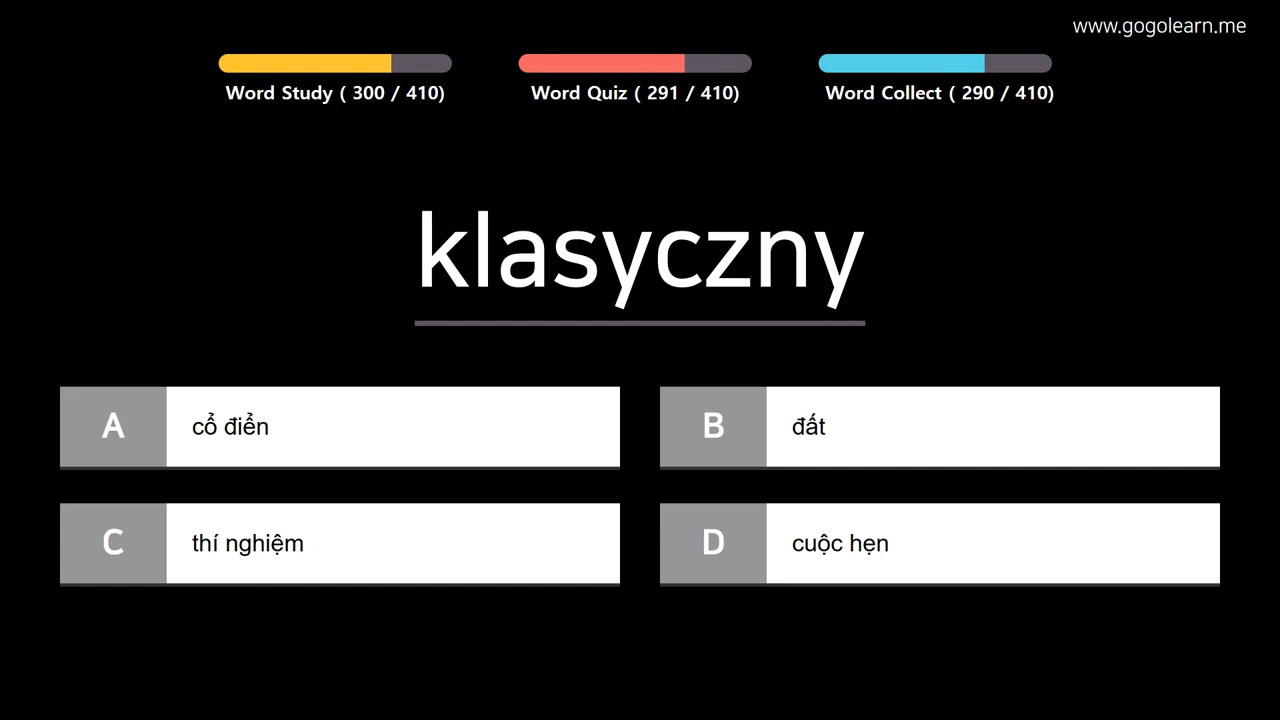 www.gogolearn.me
Word Study ( 300 / 410)
Word Quiz ( 291 / 410)
Word Collect ( 290 / 410)
klasyczny
A
cổ điển
B
đất
C
thí nghiệm
D
cuộc hẹn